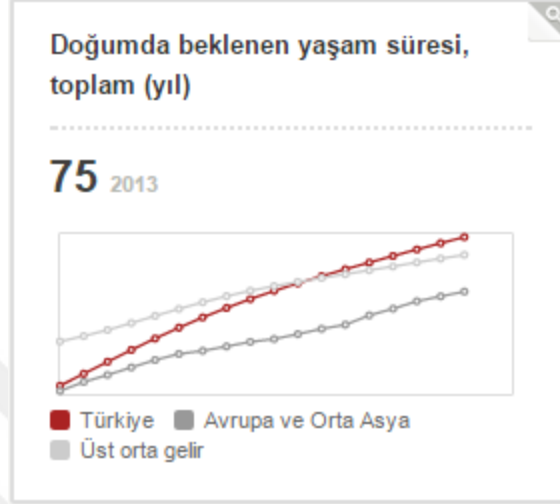 Doğumda beklenen yaşam süresi,
toplam (yıl)
75 2013
Türkiye Avrupa ve Orta Asya
Üst orta gelir